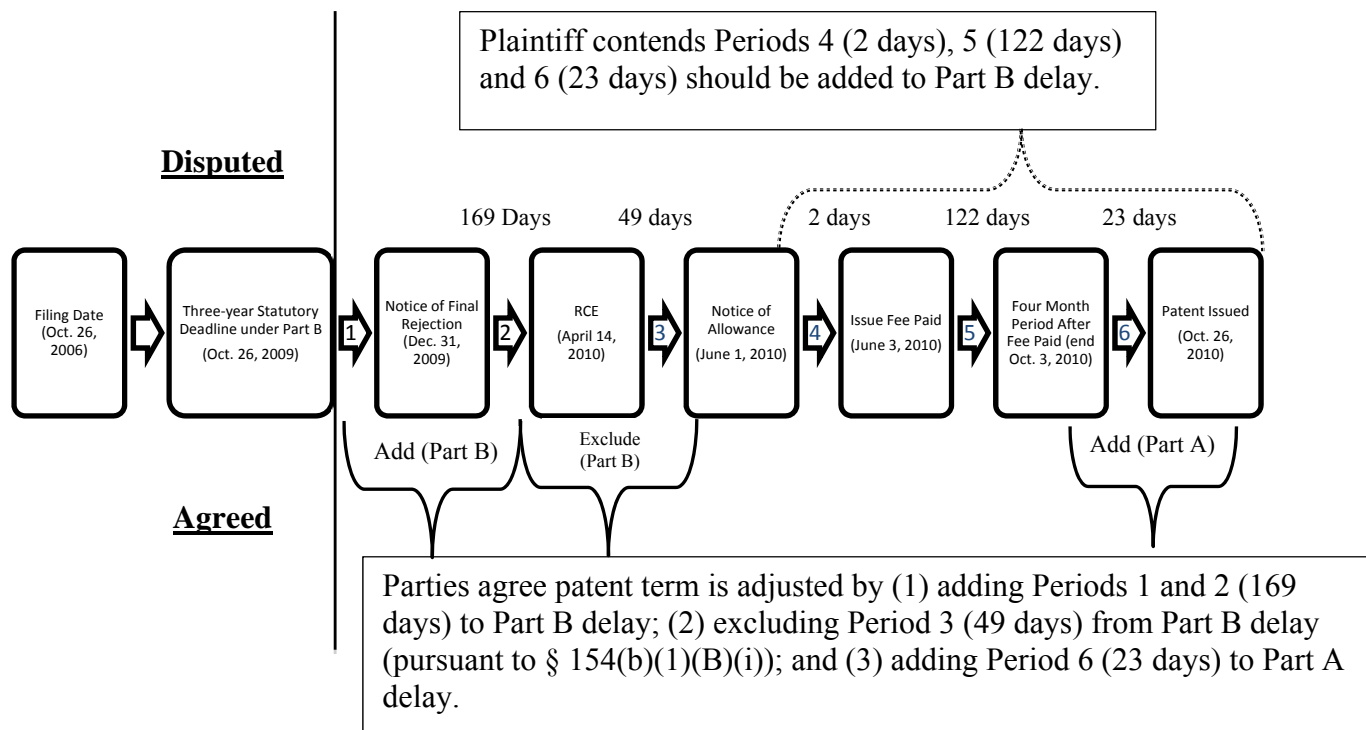 Plaintiff contends Periods 4 (2 days), 5 (122 days)
and 6 (23 days) should be added to Part B delay.
Disputed
169 Days
49 days
2 days
122 days
23 days
Filing Date
(Oct. 26,
2006)
Three-year Statutory
Deadline under Part B
(Oct. 26, 2009)
1
Notice of Final
Rejection
(Dec. 31,
2009)
2
RCE
(April 14,
2010)
3
Notice of
Allowance
(June 1, 2010)
4
Issue Fee Paid
(June 3, 2010)
5
Four Month
Period After
Fee Paid (end
Oct. 3, 2010)
6
Patent Issued
(Oct. 26,
2010)
Add (Part B)
Exclude
(Part B)
Add (Part A)
Agreed
Parties agree patent term is adjusted by (1) adding Periods 1 and 2 (169
days) to Part B delay; (2) excluding Period 3 (49 days) from Part B delay
(pursuant to § 154(b)(1)(B)(i)); and (3) adding Period 6 (23 days) to Part A
delay.